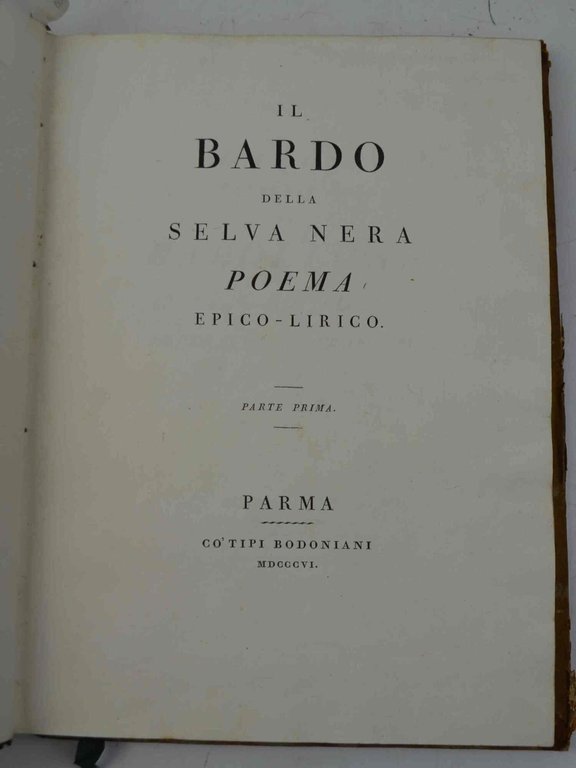 IL
BARDO
DELLA
SELVA NERA
POEMA
EPICO-LIRICO.
PARTE PRIMA.
PARMA
CO' TIPI BODONIANI
MDCCCVI.